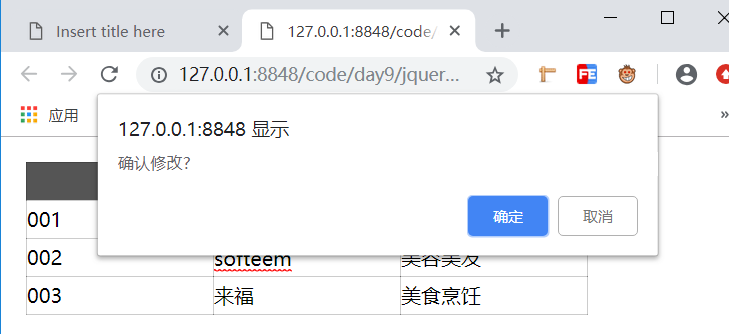 Insert title here
127.0.0.1:8848/code/
127.0.0.1:8848/code/day9/jquer...
FE
应用
»
127.0.0.1:8848 显示
确认修改?
确定 取消
001
002 softeem 美容美发
003 来福 美食烹饪